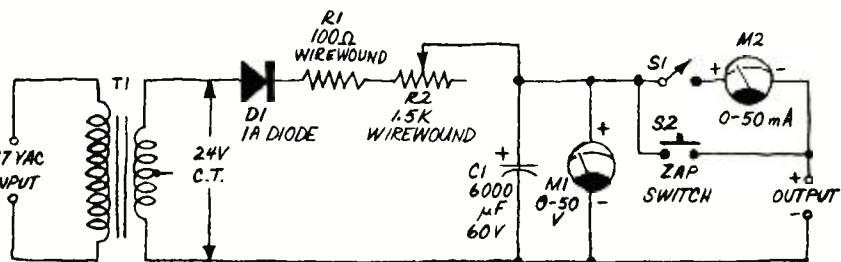 T1
7 VAC
NPUT
24V
C.T.
D1
1A DIODE
R1
100Ω
WIREWOUND
R2
1.5K
WIREWOUND
+
C1
6000
μF
60V
+
M1
0-50
V
-
S1
+
M2
-
0-50 mA
S2
ZAP
SWITCH
+
OUTPUT
-